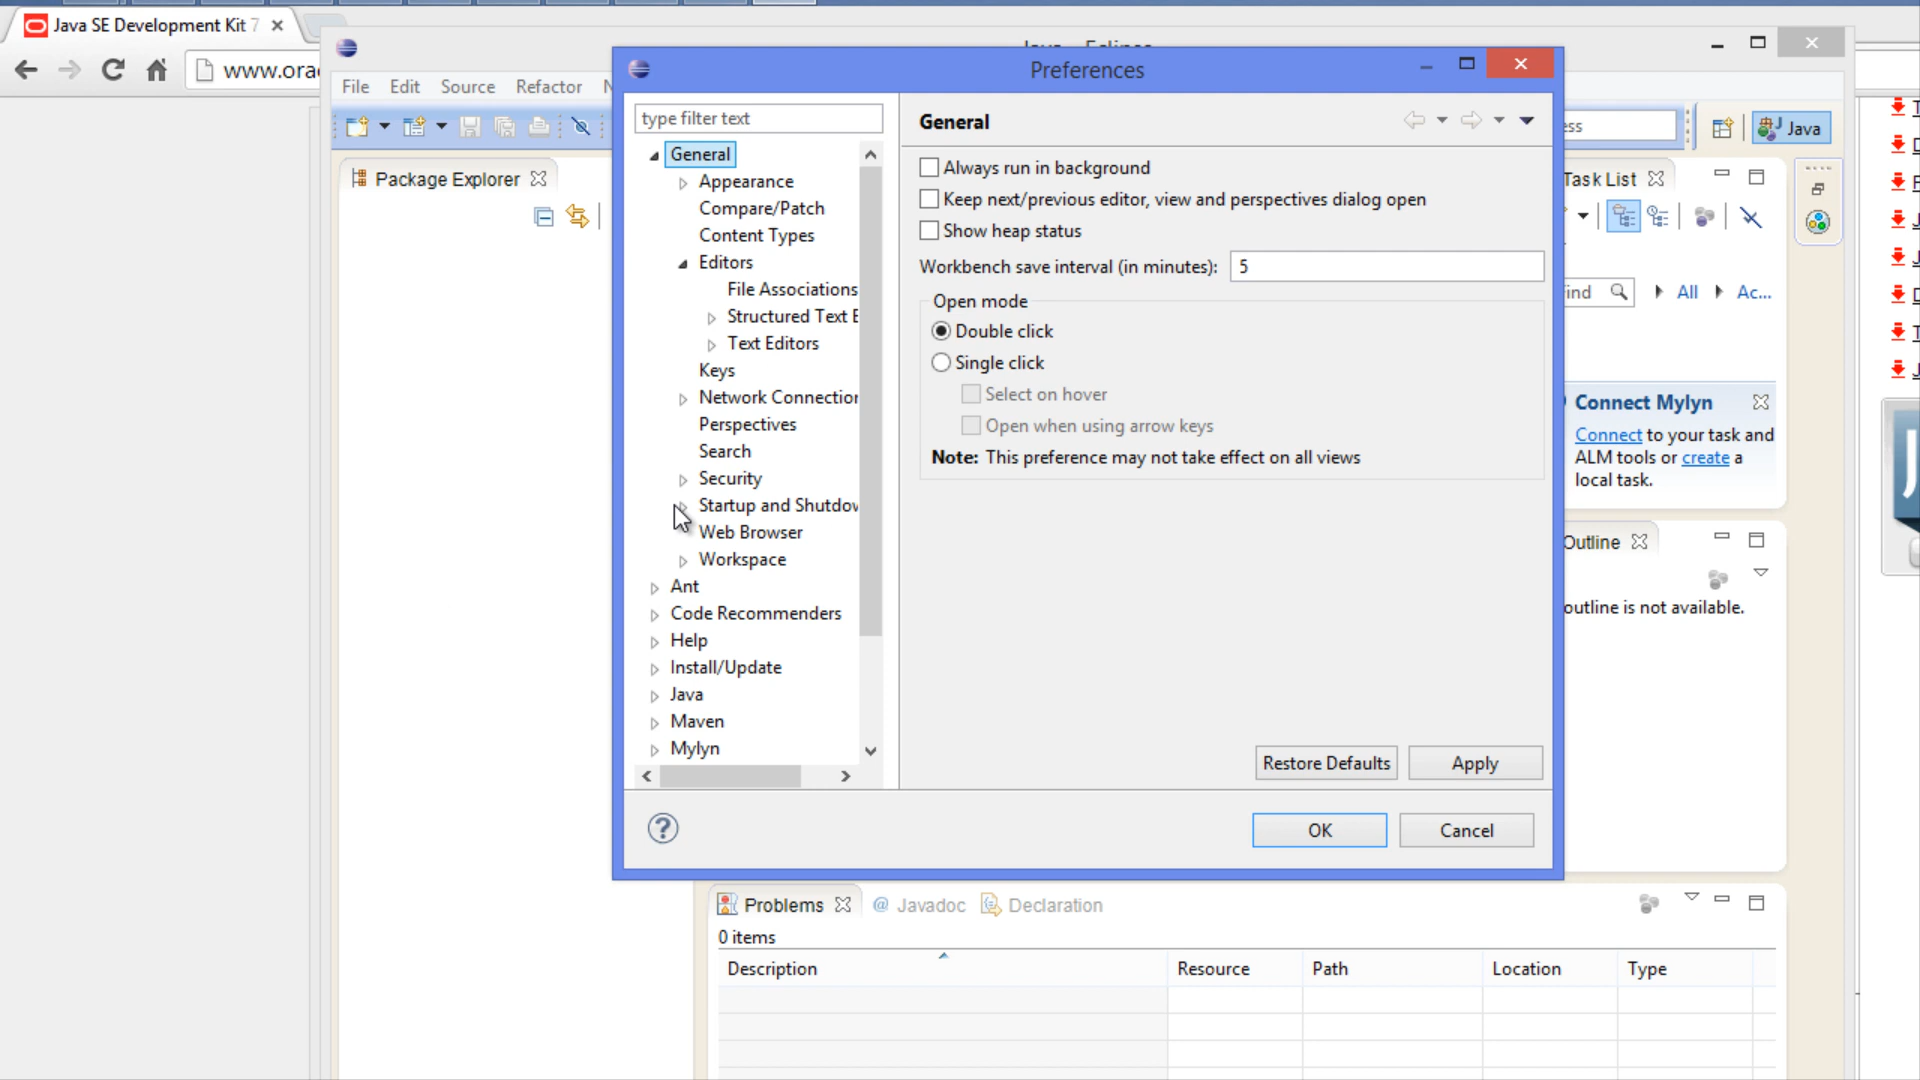 Java SE Development Kit 7
www.ora
File Edit Source Refactor
Preferences
type filter text
General
Appearance
Compare/Patch
Content Types
Editors
File Associations
Structured Text E
Text Editors
Keys
Network Connection
Perspectives
Search
Security
Startup and Shutdow
Web Browser
Workspace
Ant
Code Recommenders
Help
Install/Update
Java
Maven
Mylyn
General
Always run in background
Keep next/previous editor, view and perspectives dialog open
Show heap status
Workbench save interval (in minutes): 5
Open mode
Double click
Single click
Select on hover
Open when using arrow keys
Note: This preference may not take effect on all views
Restore Defaults Apply
OK Cancel
Package Explorer
ess
Java
Task List
ind All Ac...
Connect Mylyn
Connect to your task and
ALM tools or create a
local task.
Outline
outline is not available.
Problems Javadoc Declaration
0 items
Description Resource Path Location Type